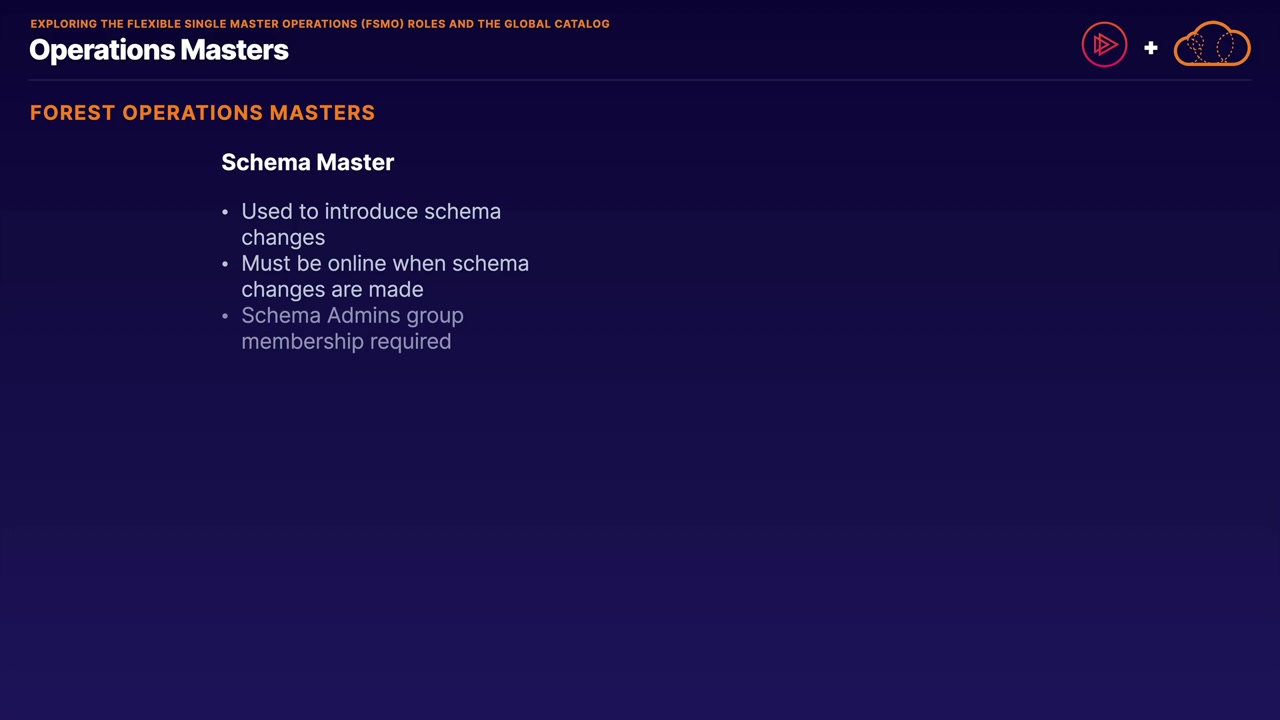 EXPLORING THE FLEXIBLE SINGLE MASTER OPERATIONS (FSMO) ROLES AND THE GLOBAL CATALOG
Operations Masters
+
FOREST OPERATIONS MASTERS
Schema Master
• Used to introduce schema
changes
• Must be online when schema
changes are made
• Schema Admins group
membership required